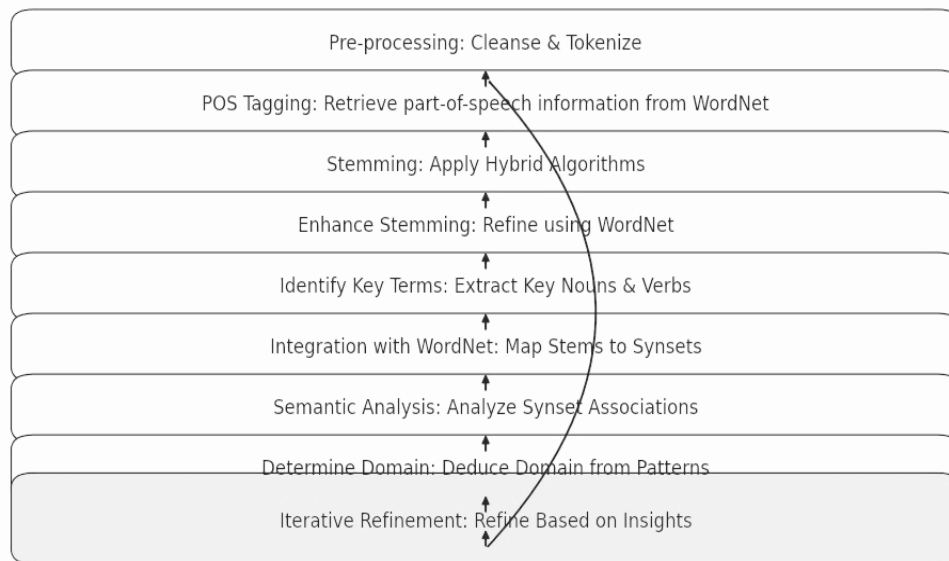 Pre-processing: Cleanse & Tokenize
POS Tagging: Retrieve part-of-speech information from WordNet
Stemming: Apply Hybrid Algorithms
Enhance Stemming: Refine using WordNet
Identify Key Terms: Extract Key Nouns & Verbs
Integration with WordNet: Map Stems to Synsets
Semantic Analysis: Analyze Synset Associations
Determine Domain: Deduce Domain from Patterns
Iterative Refinement: Refine Based on Insights